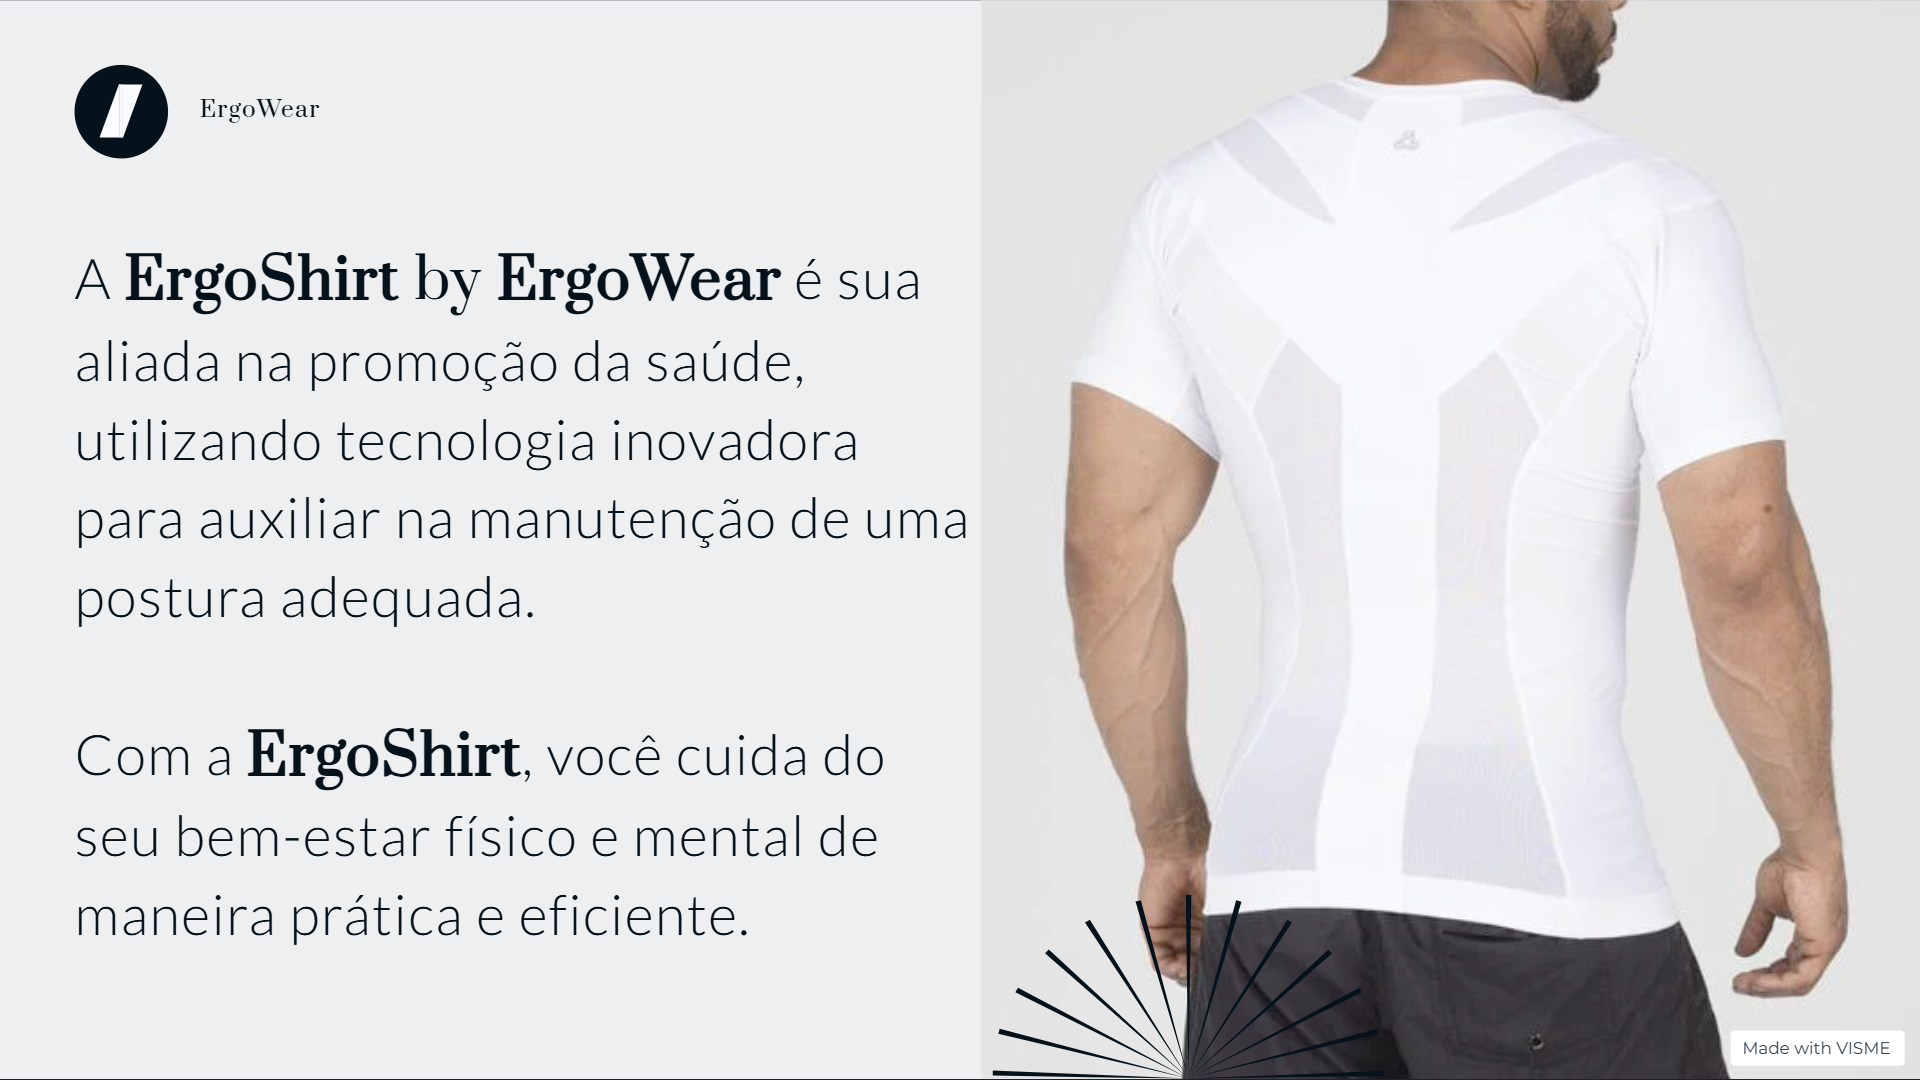 ErgoWear
A ErgoShirt by ErgoWear é sua
aliada na promoção da saúde,
utilizando tecnologia inovadora
para auxiliar na manutenção de uma
postura adequada.
Com a ErgoShirt, você cuida do
seu bem-estar físico e mental de
maneira prática e eficiente.
Made with VISME